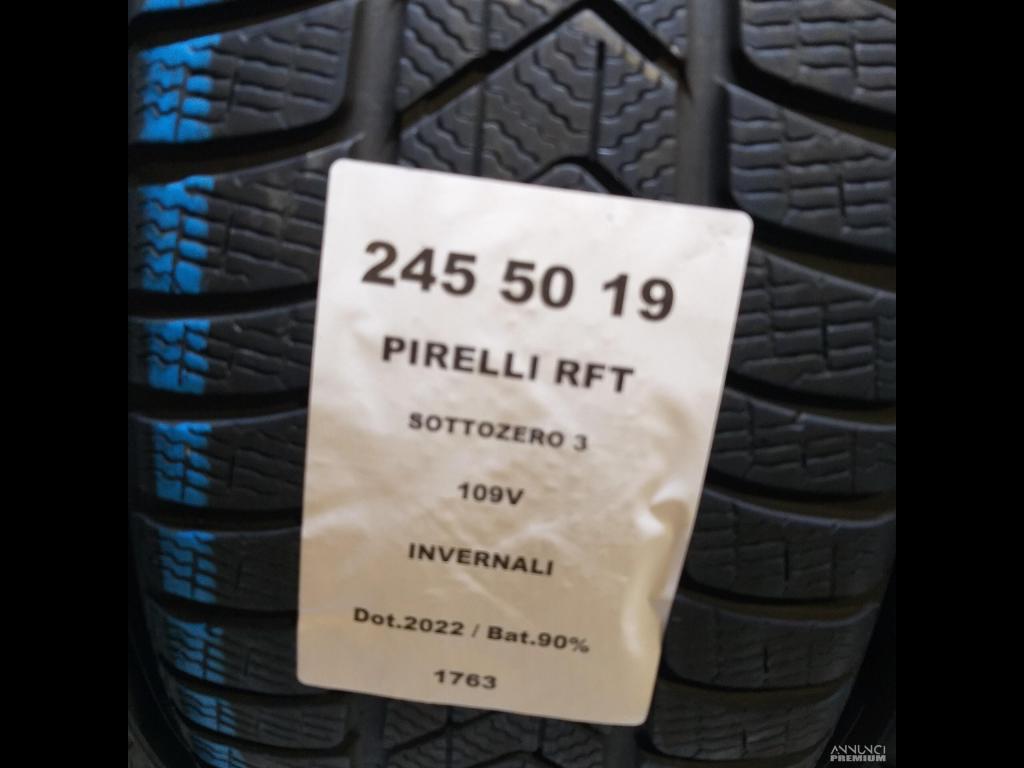 245 50 19
PIRELLI RFT
SOTTOZERO 3
109V
INVERNALI
Dot.2022 / Bat.90%
1763
ANNUNCI
PREMIUM